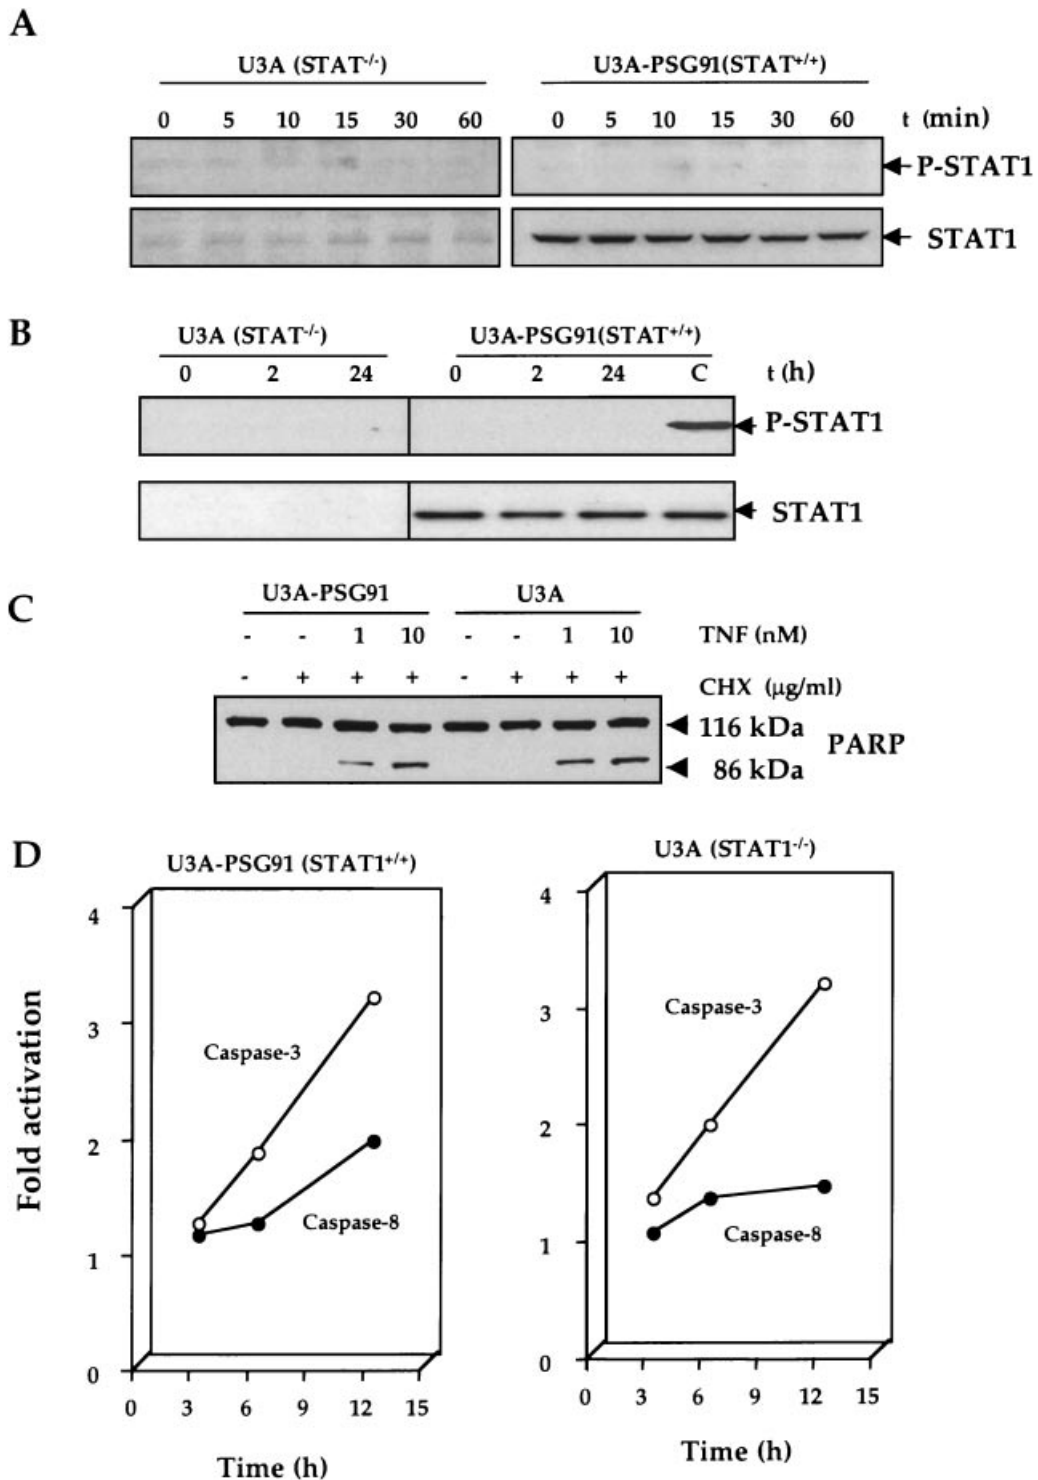 A
U3A (STAT-/-) U3A-PSG91(STAT+/+)
0 5 10 15 30 60 0 5 10 15 30 60 t (min)
P-STAT1
STAT1
B
U3A (STAT-/-) U3A-PSG91(STAT+/+)
0 2 24 0 2 24 C t (h)
P-STAT1
STAT1
C
U3A-PSG91 U3A
- - 1 10 - - 1 10 TNF (nM)
- + + + - + + + CHX (µg/ml)
116 kDa
PARP
86 kDa
D
U3A-PSG91 (STAT1+/+)
Fold activation
4
3
2
1
0
Caspase-3
Caspase-8
0 3 6 9 12 15
Time (h)
U3A (STAT1-/-)
4
3
2
1
0
Caspase-3
Caspase-8
0 3 6 9 12 15
Time (h)